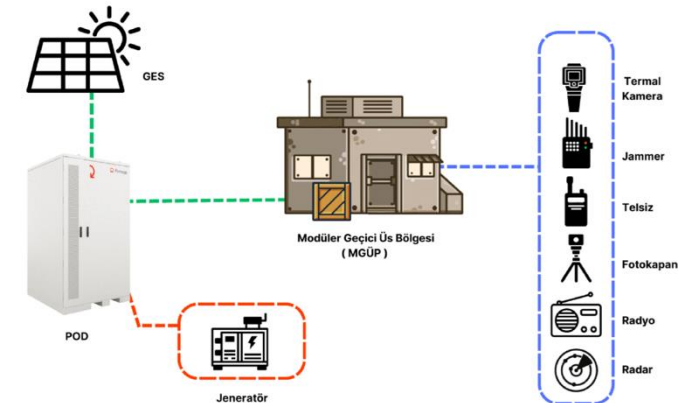 GES
Termal
Kamera
Jammer
Telsiz
Modüler Geçici Üs Bölgesi
( MGÜP )
Fotokapan
Radyo
POD
Radar
Jeneratör